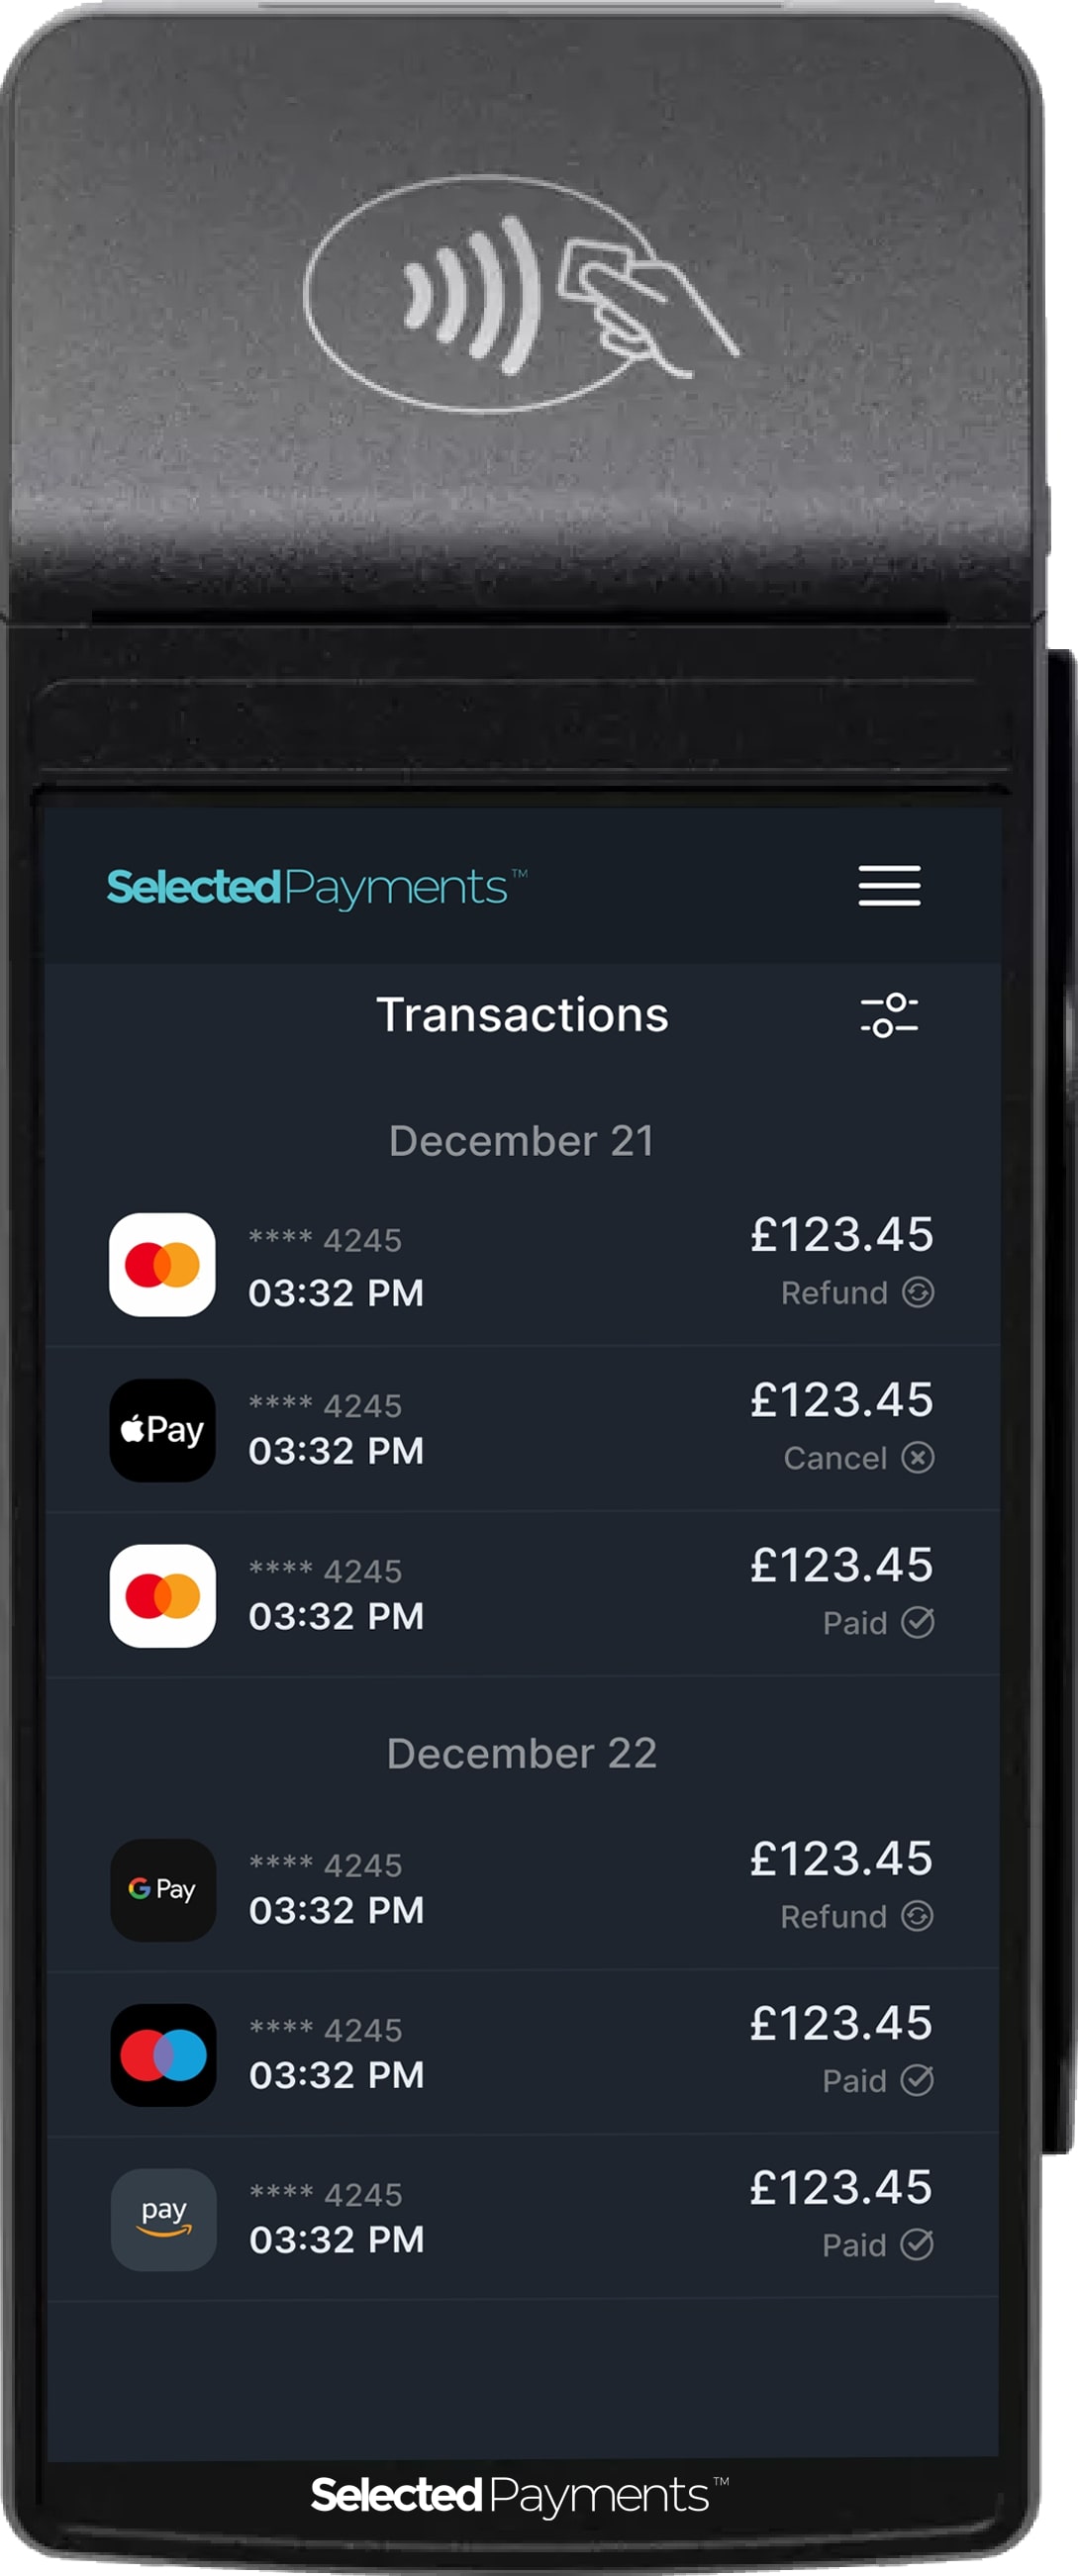 SelectedPayments™
Transactions
December 21
**** 4245
£123.45
03:32 PM
Refund
Pay
**** 4245
£123.45
03:32 PM
Cancel
**** 4245
£123.45
03:32 PM
Paid
December 22
G Pay
**** 4245
£123.45
03:32 PM
Refund
**** 4245
£123.45
03:32 PM
Paid
pay
**** 4245
£123.45
03:32 PM
Paid
SelectedPayments™